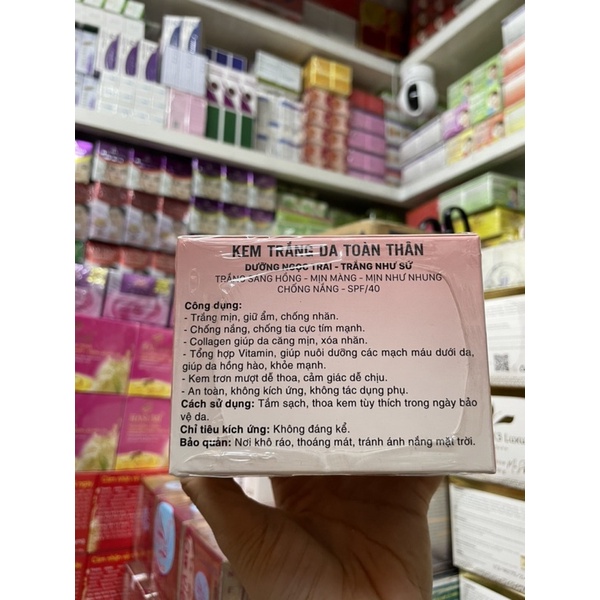 KEM TRẮNG DA TOÀN THÂN
DƯỠNG NGỌC TRAI - TRẮNG NHƯ SỨ
TRẮNG SÁNG HỒNG - MỊN MÀNG - MỊN NHƯ NHUNG
CHỐNG NẮNG - SPF/40
Công dụng:
- Trắng mịn, giữ ẩm, chống nhăn.
- Chống nắng, chống tia cực tím mạnh.
- Collagen giúp da căng mịn, xóa nhăn.
- Tổng hợp Vitamin, giúp nuôi dưỡng các mạch máu dưới da,
giúp da hồng hào, khỏe mạnh.
- Kem trơn mượt dễ thoa, cảm giác dễ chịu.
- An toàn, không kích ứng, không tác dụng phụ.
Cách sử dụng: Tắm sạch, thoa kem tùy thích trong ngày bảo
vệ da.
Chỉ tiêu kích ứng: Không đáng kể.
Bảo quản: Nơi khô ráo, thoáng mát, tránh ánh nắng mặt trời.